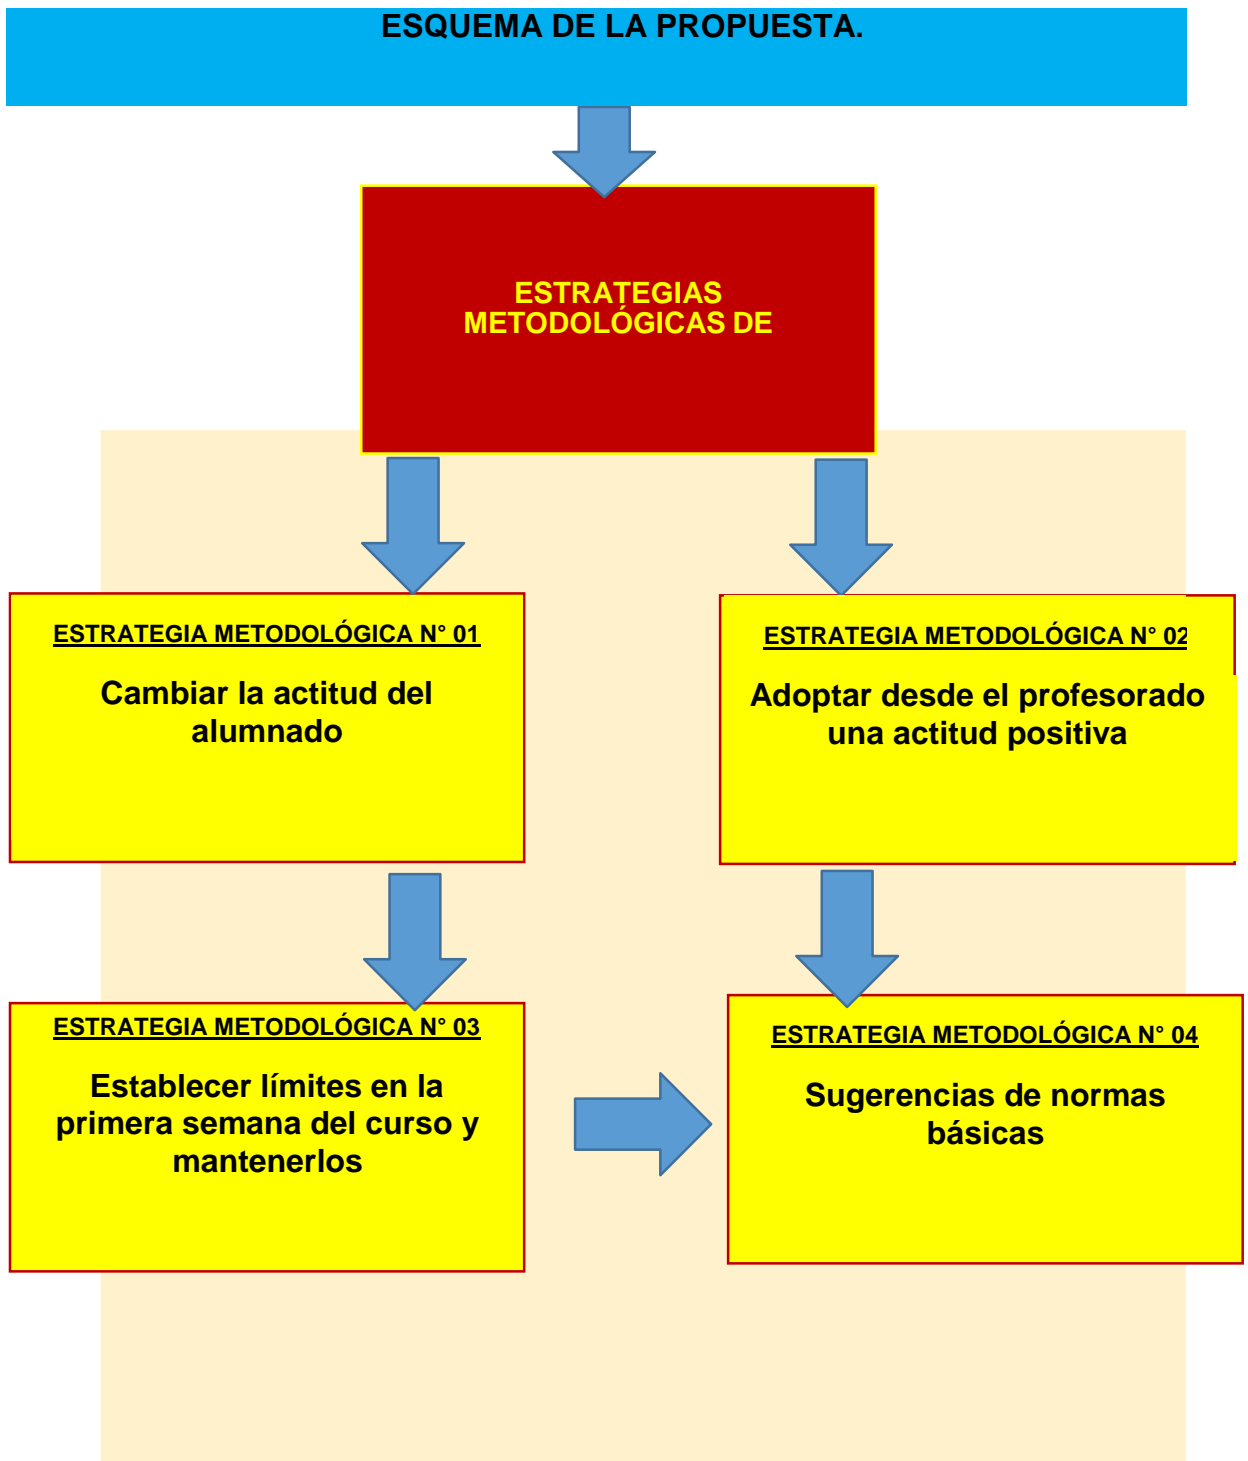 ESQUEMA DE LA PROPUESTA.
ESTRATEGIAS
METODOLÓGICAS DE
ESTRATEGIA METODOLÓGICA N° 01
Cambiar la actitud del
alumnado
ESTRATEGIA METODOLÓGICA N° 02
Adoptar desde el profesorado
una actitud positiva
ESTRATEGIA METODOLÓGICA N° 03
Establecer límites en la
primera semana del curso y
mantenerlos
ESTRATEGIA METODOLÓGICA N° 04
Sugerencias de normas
básicas